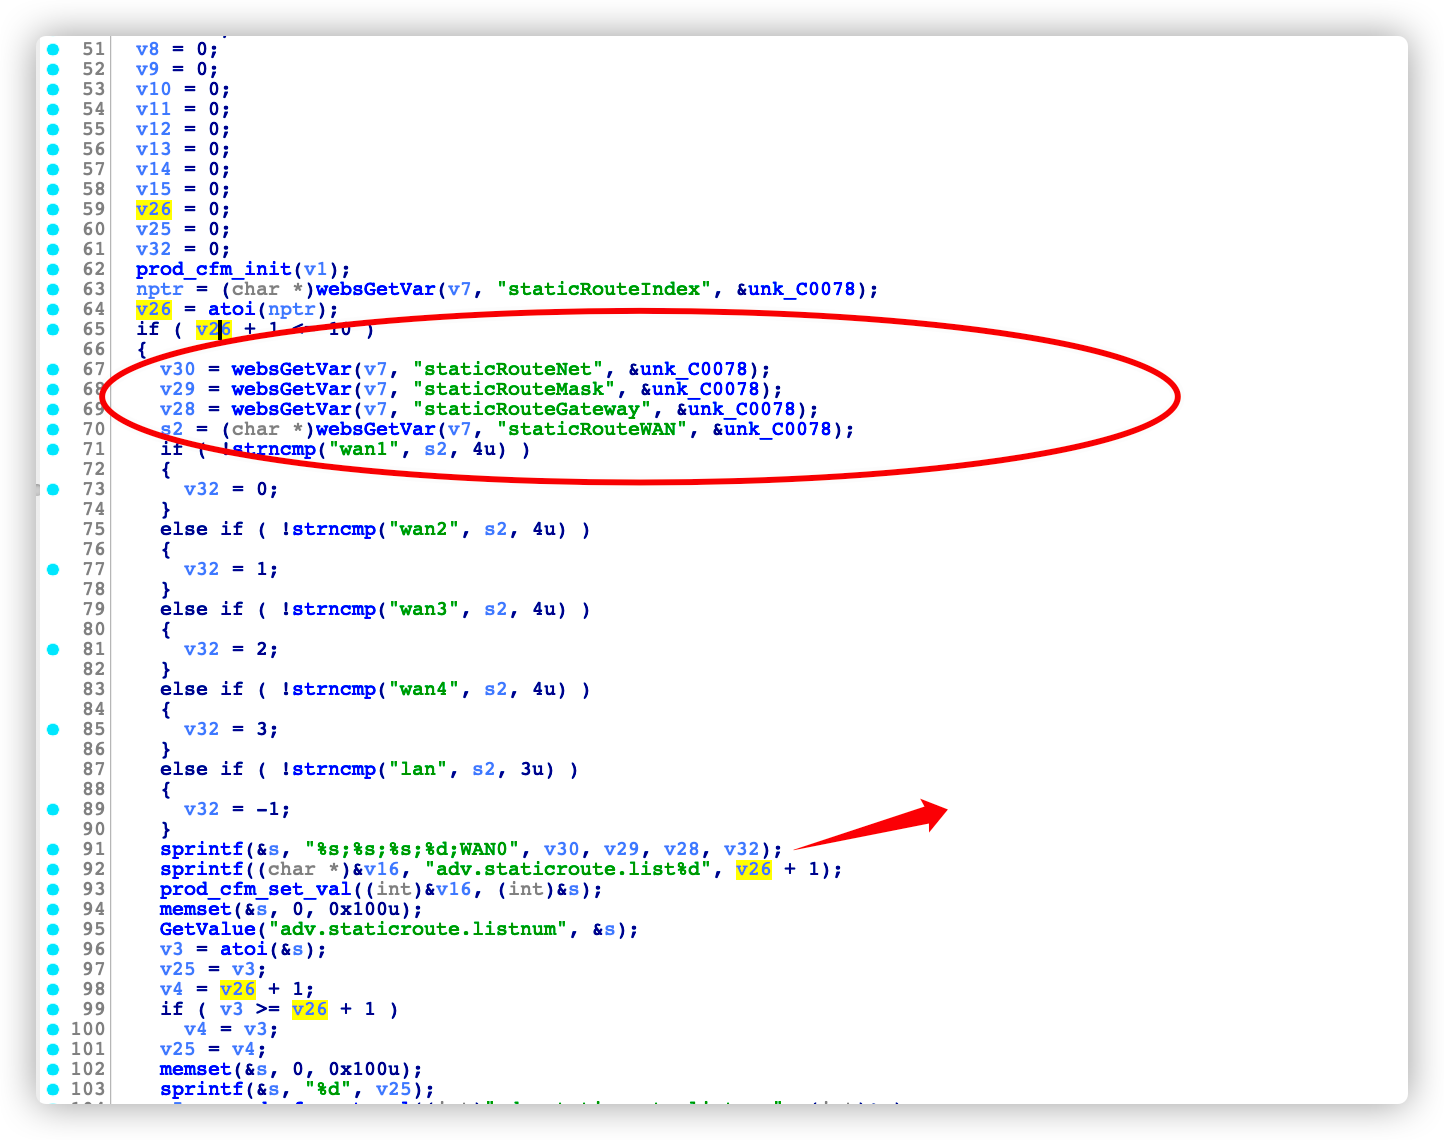 51 v8 = 0;
52 v9 = 0;
53 v10 = 0;
54 v11 = 0;
55 v12 = 0;
56 v13 = 0;
57 v14 = 0;
58 v15 = 0;
59 v26 = 0;
60 v25 = 0;
61 v32 = 0;
62 prod_cfm_init(v1);
63 nptr = (char *)websGetVar(v7, "staticRouteIndex", &unk_C0078);
64 v26 = atoi(nptr);
65 if ( v26 + 1 <= 10 )
66 {
67 v30 = websGetVar(v7, "staticRouteNet", &unk_C0078);
68 v29 = websGetVar(v7, "staticRouteMask", &unk_C0078);
69 v28 = websGetVar(v7, "staticRouteGateway", &unk_C0078);
70 s2 = (char *)websGetVar(v7, "staticRouteWAN", &unk_C0078);
71 if ( !strncmp("wan1", s2, 4u) )
72 {
73 v32 = 0;
74 }
75 else if ( !strncmp("wan2", s2, 4u) )
76 {
77 v32 = 1;
78 }
79 else if ( !strncmp("wan3", s2, 4u) )
80 {
81 v32 = 2;
82 }
83 else if ( !strncmp("wan4", s2, 4u) )
84 {
85 v32 = 3;
86 }
87 else if ( !strncmp("lan", s2, 3u) )
88 {
89 v32 = -1;
90 }
91 sprintf(&s, "%s;%s;%s;%d;WAN0", v30, v29, v28, v32);
92 sprintf((char *)&v16, "adv.staticroute.list%d", v26 + 1);
93 prod_cfm_set_val((int)&v16, (int)&s);
94 memset(&s, 0, 0x100u);
95 GetValue("adv.staticroute.listnum", &s);
96 v3 = atoi(&s);
97 v25 = v3;
98 v4 = v26 + 1;
99 if ( v3 >= v26 + 1 )
100 v4 = v3;
101 v25 = v4;
102 memset(&s, 0, 0x100u);
103 sprintf(&s, "%d", v25);